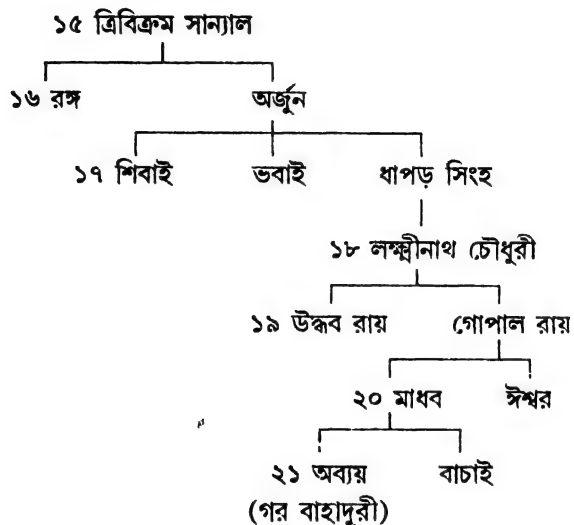 ১৫ ত্রিবিক্রম সান্যাল
১৬ রঙ্গ অর্জুন
১৭ শিবাই ভবাই ধাপড় সিংহ
১৮ লক্ষ্মীনাথ চৌধুরী
১৯ উদ্ধব রায় গোপাল রায়
২০ মাধব ঈশ্বর
২১ অব্যয় বাচাই
(গর বাহাদুরী)